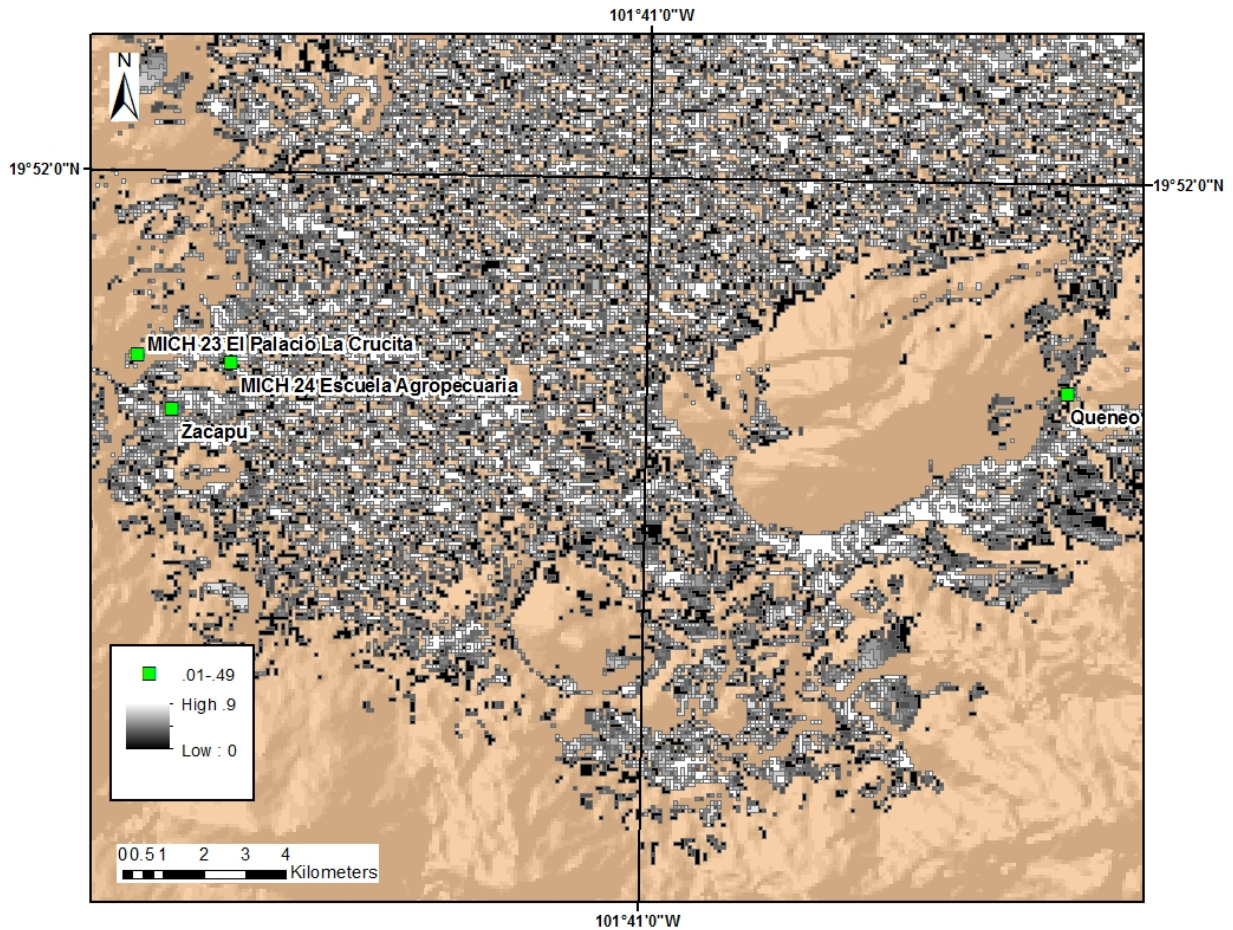 101°41'0"W
N
19°52'0"N
19°52'0"N
MICH 23 El Palacio La Crucita
MICH 24 Escuela Agropecuaria
Zacapu
Queneo
.01-.49
High .9
Low : 0
0 0.5 1 2 3 4
Kilometers
101°41'0"W